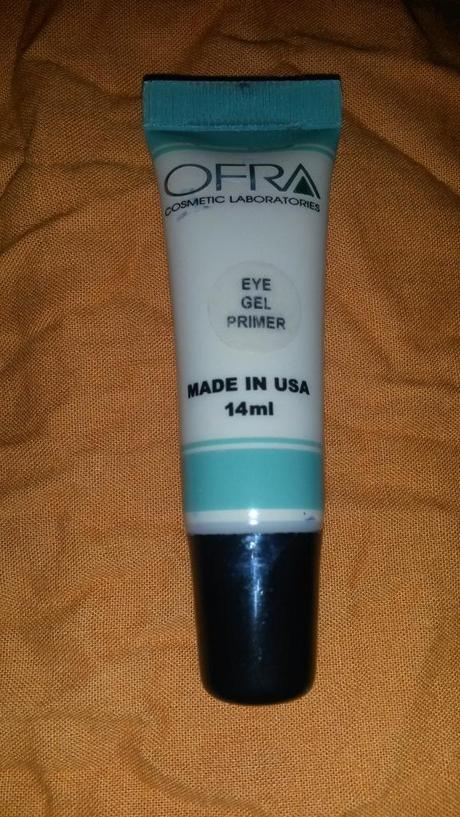 OFRA
COSMETIC LABORATORIES
EYE
GEL
PRIMER
MADE IN USA
14ml